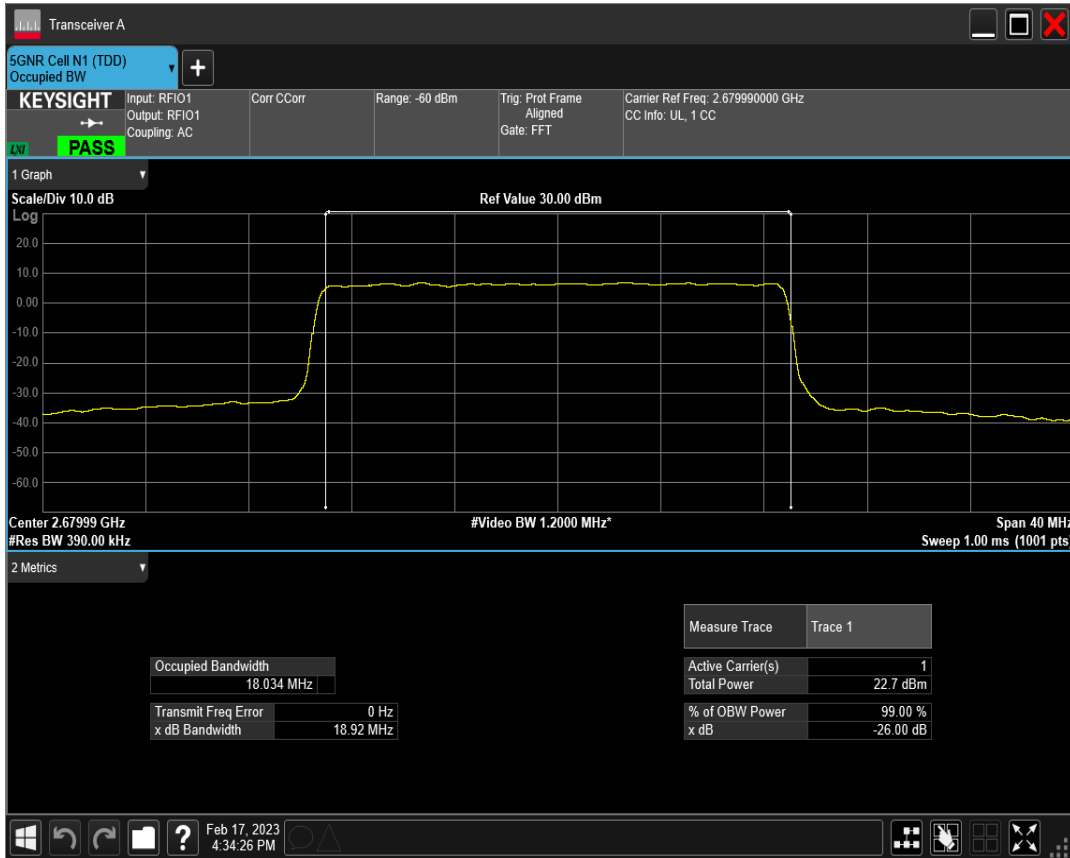 Transceiver A
5GNR Cell N1 (TDD)
Occupied BW
+
KEYSIGHT
LXI
PASS
Input: RFIO1
Output: RFIO1
Coupling: AC
Corr CCorr
Range: -60 dBm
Trig: Prot Frame
Aligned
Gate: FFT
Carrier Ref Freq: 2.679990000 GHz
CC Info: UL, 1 CC
1 Graph
Scale/Div 10.0 dB
Ref Value 30.00 dBm
Log
20.0
10.0
0.00
-10.0
-20.0
-30.0
-40.0
-50.0
-60.0
Center 2.67999 GHz
#Video BW 1.2000 MHz*
Span 40 MHz
#Res BW 390.00 kHz
Sweep 1.00 ms (1001 pts)
2 Metrics
Measure Trace Trace 1
Occupied Bandwidth
18.034 MHz
Active Carrier(s) 1
Total Power 22.7 dBm
Transmit Freq Error 0 Hz
x dB Bandwidth 18.92 MHz
% of OBW Power 99.00 %
x dB -26.00 dB
?
Feb 17, 2023
4:34:26 PM